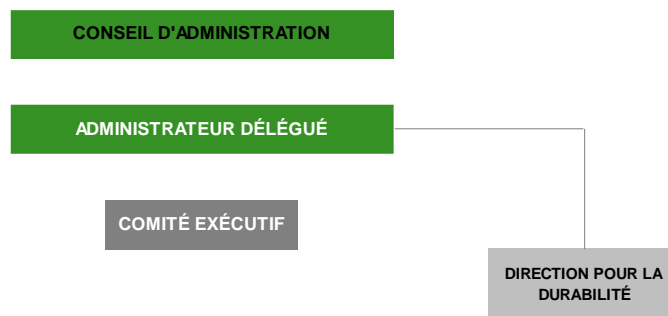 CONSEIL D'ADMINISTRATION
ADMINISTRATEUR DÉLÉGUÉ
COMITÉ EXÉCUTIF
DIRECTION POUR LA
DURABILITÉ